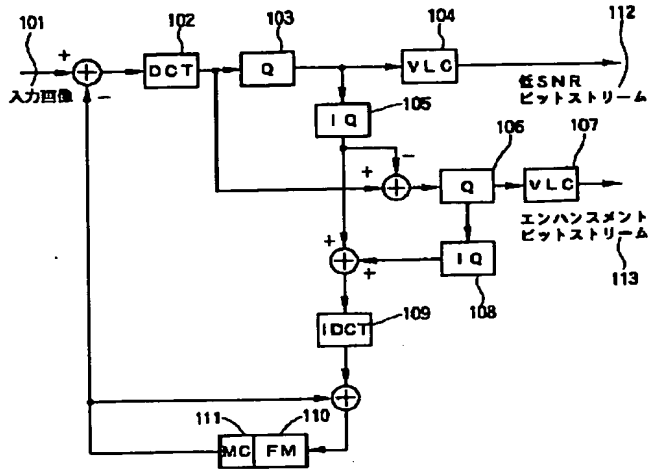 101
102
103
104
112
+
−
DCT
Q
VLC
入力画像
低SNR
ビットストリーム
105
IQ
−
+
106
107
Q
VLC
エンハンスメント
ビットストリーム
113
+
+
IQ
108
IDCT
109
111
110
MC
FM